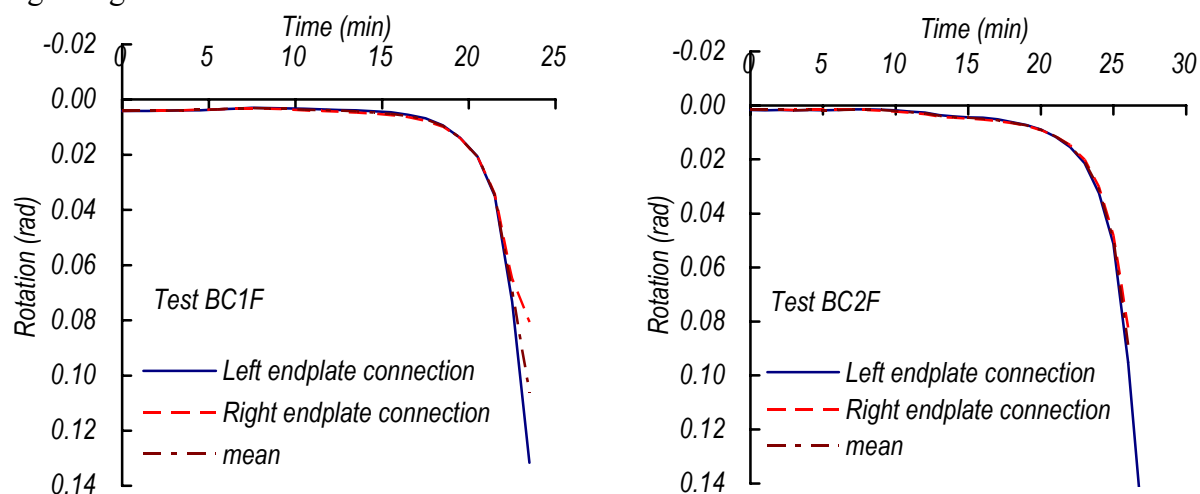 Time (min)
0 5 10 15 20 25
-0.02
0.00
0.02
0.04
0.06
0.08
0.10
0.12
0.14
Rotation (rad)
Test BC1F
Left endplate connection
Right endplate connection
mean
Time (min)
0 5 10 15 20 25 30
-0.02
0.00
0.02
0.04
0.06
0.08
0.10
0.12
0.14
Rotation (rad)
Test BC2F
Left endplate connection
Right endplate connection
mean